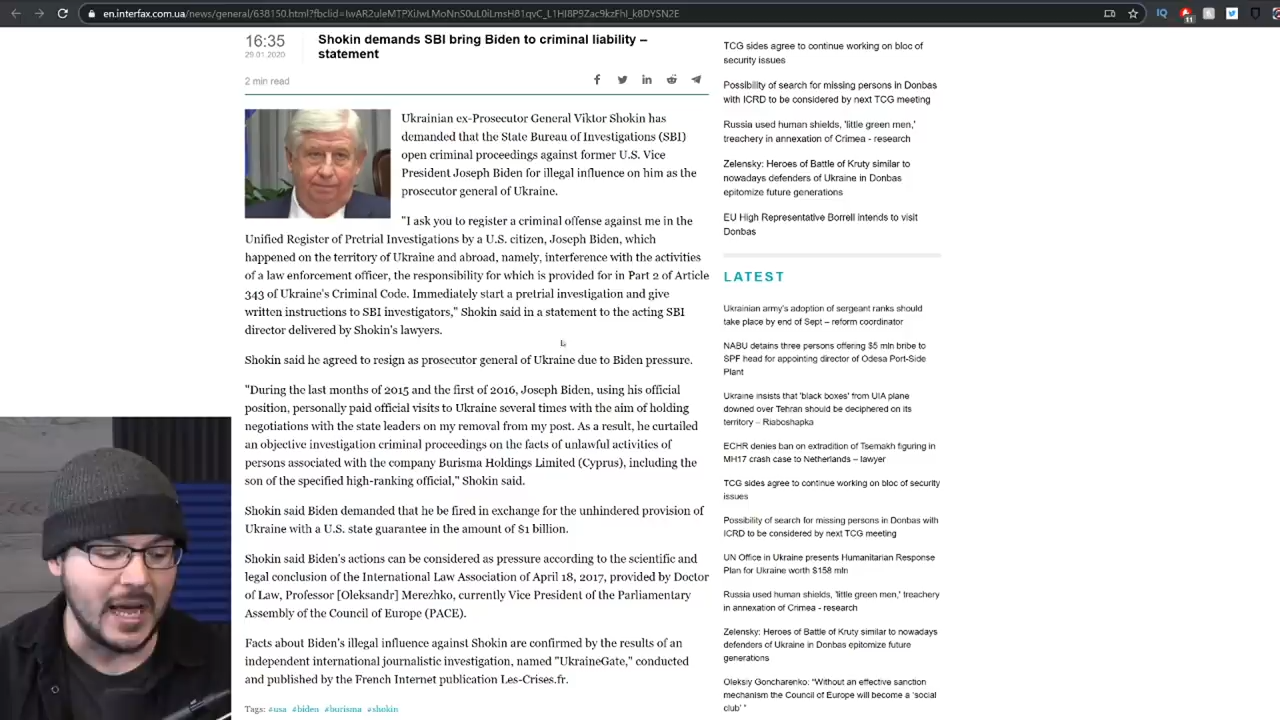 en.interfax.com.ua/news/general/638150.html?fbclid=IwAR2uleMTPXiJwLMoNnS0uL0iLmsH81qvC_L1HI8P9Zac9kzFhI_k8DYSN2E
16:35
29.01.2020
Shokin demands SBI bring Biden to criminal liability –
statement
2 min read
Ukrainian ex-Prosecutor General Viktor Shokin has
demanded that the State Bureau of Investigations (SBI)
open criminal proceedings against former U.S. Vice
President Joseph Biden for illegal influence on him as the
prosecutor general of Ukraine.
"I ask you to register a criminal offense against me in the
Unified Register of Pretrial Investigations by a U.S. citizen, Joseph Biden, which
happened on the territory of Ukraine and abroad, namely, interference with the activities
of a law enforcement officer, the responsibility for which is provided for in Part 2 of Article
343 of Ukraine's Criminal Code. Immediately start a pretrial investigation and give
written instructions to SBI investigators," Shokin said in a statement to the acting SBI
director delivered by Shokin's lawyers.
Shokin said he agreed to resign as prosecutor general of Ukraine due to Biden pressure.
"During the last months of 2015 and the first of 2016, Joseph Biden, using his official
position, personally paid official visits to Ukraine several times with the aim of holding
negotiations with the state leaders on my removal from my post. As a result, he curtailed
an objective investigation criminal proceedings on the facts of unlawful activities of
persons associated with the company Burisma Holdings Limited (Cyprus), including the
son of the specified high-ranking official," Shokin said.
Shokin said Biden demanded that he be fired in exchange for the unhindered provision of
Ukraine with a U.S. state guarantee in the amount of $1 billion.
Shokin said Biden's actions can be considered as pressure according to the scientific and
legal conclusion of the International Law Association of April 18, 2017, provided by Doctor
of Law, Professor [Oleksandr] Merezhko, currently Vice President of the Parliamentary
Assembly of the Council of Europe (PACE).
Facts about Biden's illegal influence against Shokin are confirmed by the results of an
independent international journalistic investigation, named "UkraineGate," conducted
and published by the French Internet publication Les-Crises.fr.
Tags: #usa #biden #burisma #shokin
TCG sides agree to continue working on bloc of
security issues
Possibility of search for missing persons in Donbas
with ICRD to be considered by next TCG meeting
Russia used human shields, 'little green men,'
treachery in annexation of Crimea - research
Zelensky: Heroes of Battle of Kruty similar to
nowadays defenders of Ukraine in Donbas
epitomize future generations
EU High Representative Borrell intends to visit
Donbas
LATEST
Ukrainian army's adoption of sergeant ranks should
take place by end of Sept – reform coordinator
NABU detains three persons offering $5 mln bribe to
SPF head for appointing director of Odesa Port-Side
Plant
Ukraine insists that 'black boxes' from UIA plane
downed over Tehran should be deciphered on its
territory – Riaboshapka
ECHR denies ban on extradition of Tsemakh figuring in
MH17 crash case to Netherlands – lawyer
TCG sides agree to continue working on bloc of security
issues
Possibility of search for missing persons in Donbas with
ICRD to be considered by next TCG meeting
UN Office in Ukraine presents Humanitarian Response
Plan for Ukraine worth $158 mln
Russia used human shields, 'little green men,' treachery
in annexation of Crimea - research
Zelensky: Heroes of Battle of Kruty similar to nowadays
defenders of Ukraine in Donbas epitomize future
generations
Oleksiy Goncharenko: "Without an effective sanction
mechanism the Council of Europe will become a 'social
club' "